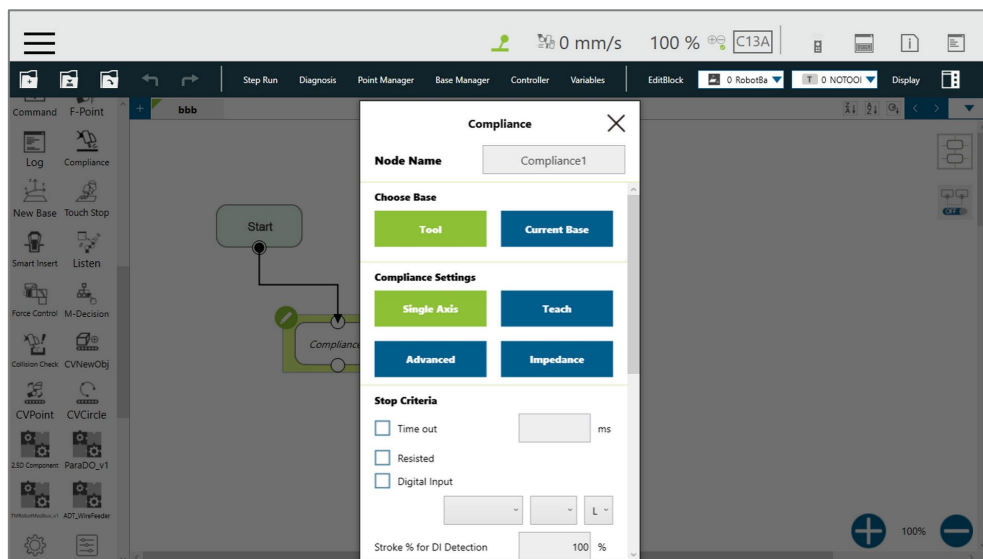 0 mm/s 100 % C13A
Step Run Diagnosis Point Manager Base Manager Controller Variables EditBlock 0 RobotBa T 0 NOTOOl Display
Command F-Point
+ bbb
Log Compliance
New Base Touch Stop
Smart Insert Listen
Force Control M-Decision
Collision Check CVNewObj
CVPoint CVCircle
2.5D Component ParaDO_v1
ADT_WireFeeder
Start
Compliance
OFF
100%
Compliance
Node Name Compliance1
Choose Base
Tool Current Base
Compliance Settings
Single Axis Teach
Advanced Impedance
Stop Criteria
Time out ms
Resisted
Digital Input
L
Stroke % for DI Detection 100 %